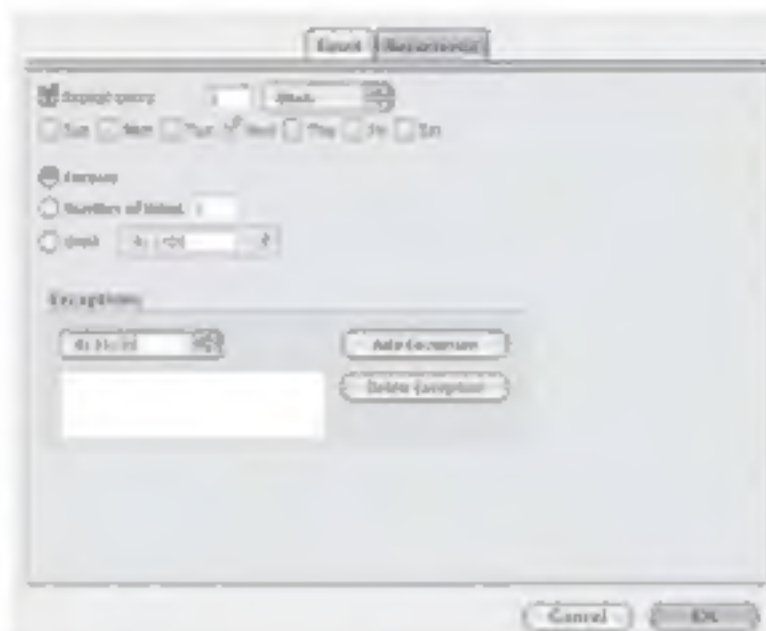 Event Recurrence
Repeat every Week
Sun Mon Tue Wed Thu Fri Sat
Forever
Number of times
Until
Exceptions
Add Exception
Delete Exception
Cancel OK